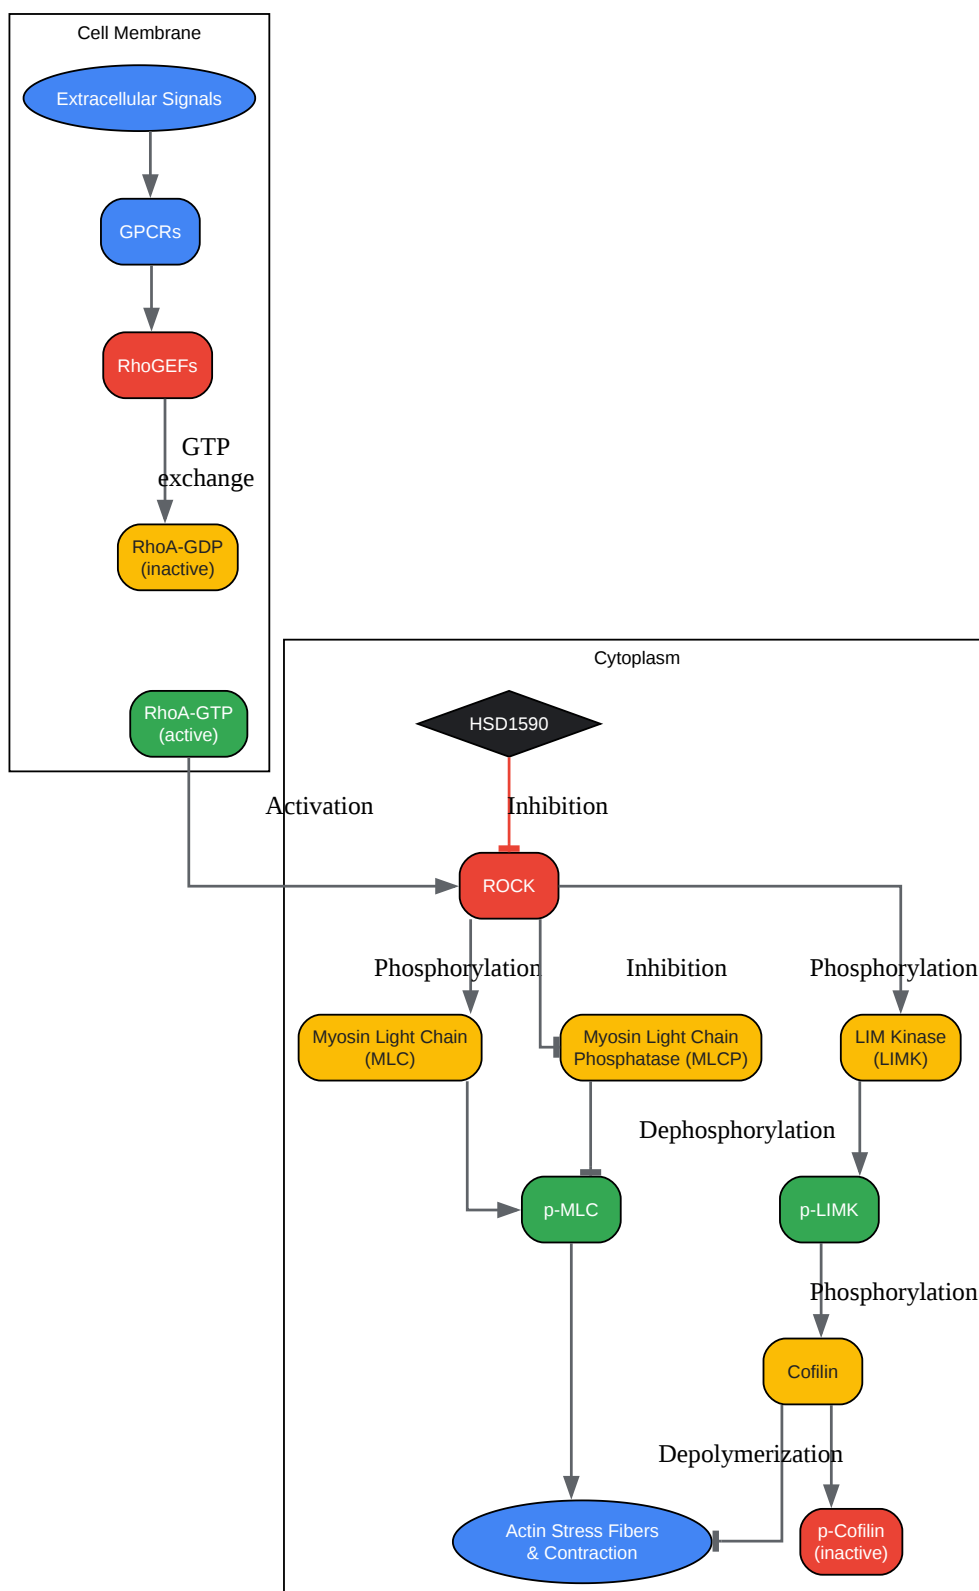 Cell Membrane
Extracellular Signals
GPCRs
RhoGEFs
GTP
exchange
RhoA-GDP
(inactive)
RhoA-GTP
(active)
Cytoplasm
HSD1590
Activation
Inhibition
ROCK
Phosphorylation
Inhibition
Phosphorylation
Myosin Light Chain
(MLC)
Myosin Light Chain
Phosphatase (MLCP)
LIM Kinase
(LIMK)
Dephosphorylation
p-MLC
p-LIMK
Phosphorylation
Cofilin
Depolymerization
Actin Stress Fibers
& Contraction
p-Cofilin
(inactive)